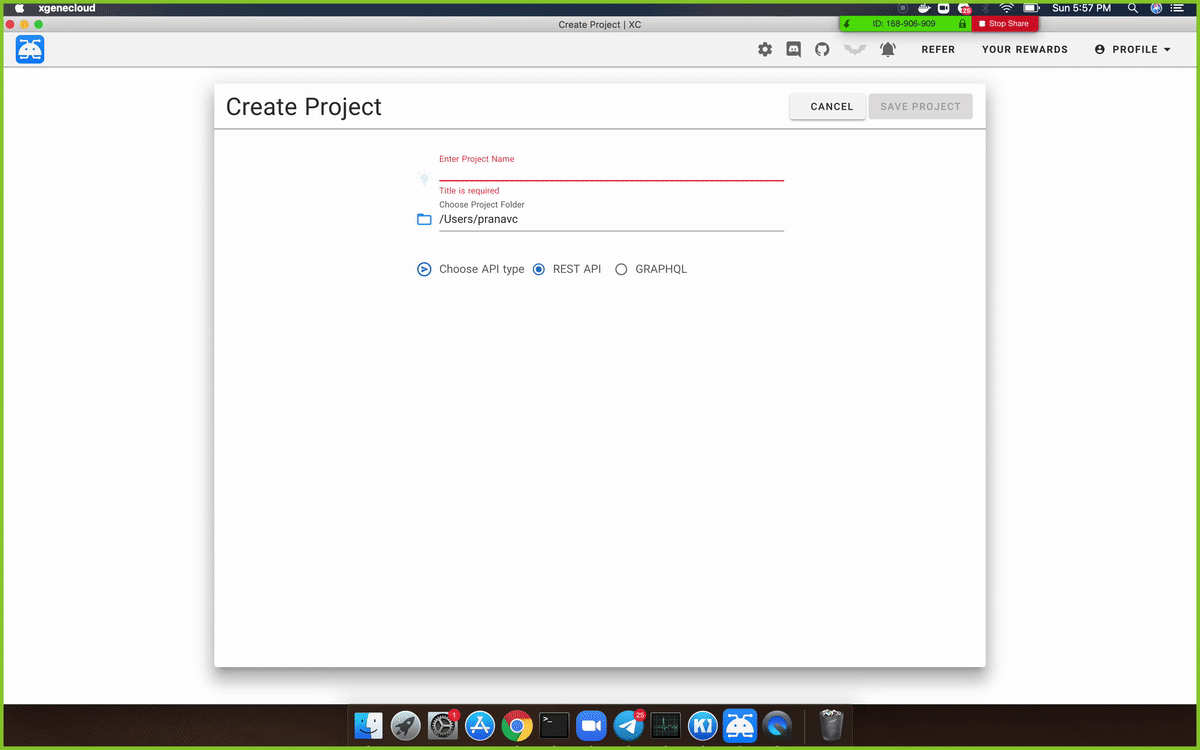 xgenecloud
Sun 5:57 PM
Create Project | XC
ID: 168-906-909
Stop Share
REFER
YOUR REWARDS
PROFILE
Create Project
CANCEL
SAVE PROJECT
Enter Project Name
Title is required
Choose Project Folder
/Users/pranavc
Choose API type
REST API
GRAPHQL
1
>_
25
K1